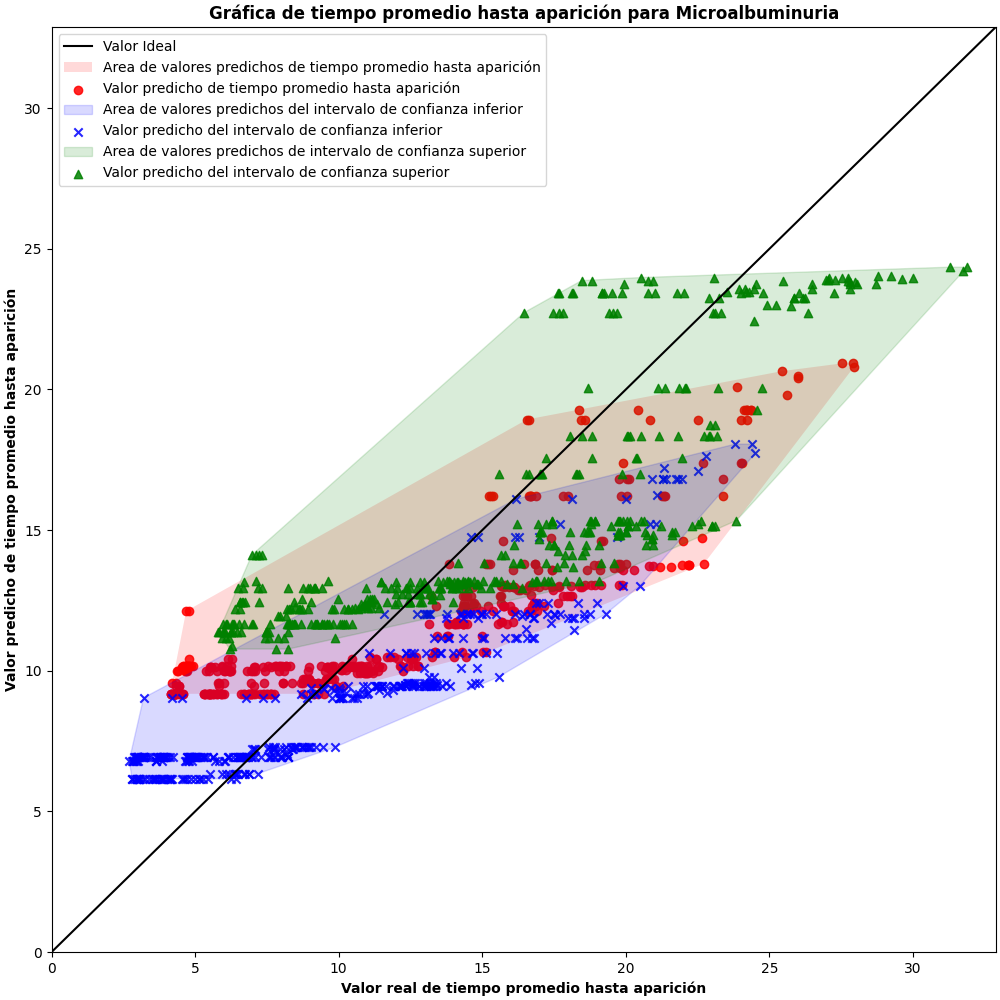 Gráfica de tiempo promedio hasta aparición para Microalbuminuria
Valor Ideal
Area de valores predichos de tiempo promedio hasta aparición
Valor predicho de tiempo promedio hasta aparición
Area de valores predichos del intervalo de confianza inferior
Valor predicho del intervalo de confianza inferior
Area de valores predichos de intervalo de confianza superior
Valor predicho del intervalo de confianza superior
30
25
20
15
10
5
0
Valor predicho de tiempo promedio hasta aparición
0 5 10 15 20 25 30
Valor real de tiempo promedio hasta aparición